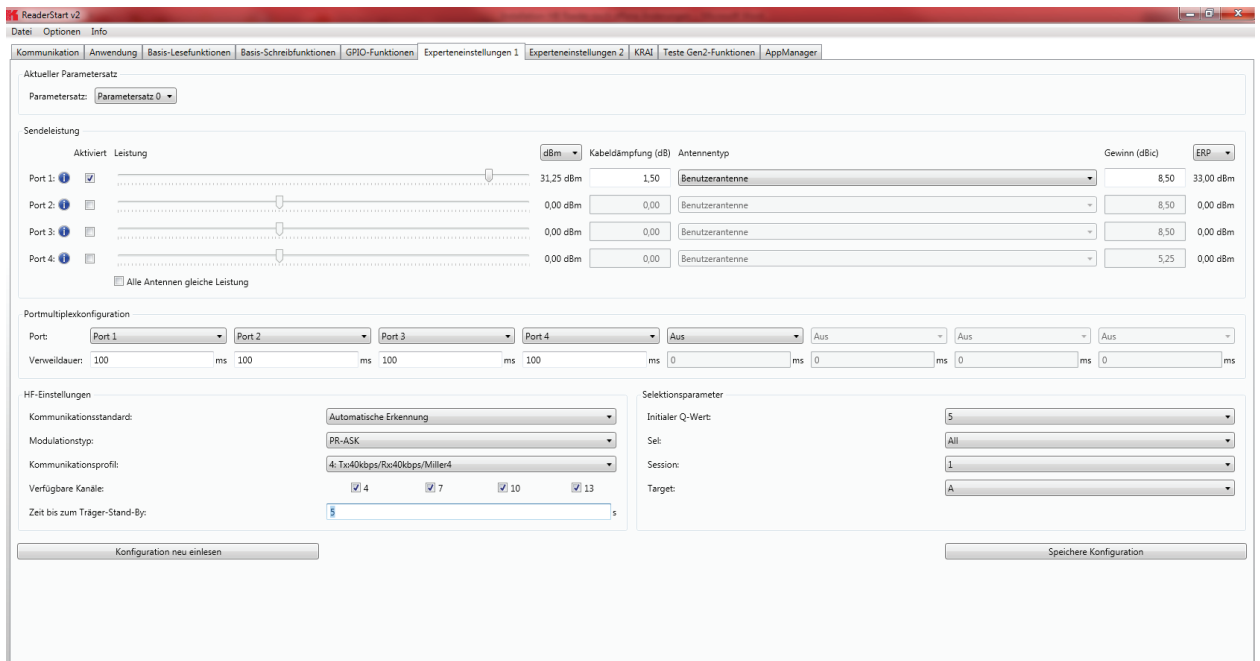 ReaderStart v2
Datei Optionen Info
Kommunikation Anwendung Basis-Lesefunktionen Basis-Schreibfunktionen GPIO-Funktionen Experteneinstellungen 1 Experteneinstellungen 2 KRAI Teste Gen2-Funktionen AppManager
Aktueller Parametersatz
Parametersatz: Parametersatz 0
Sendeleistung
Aktiviert Leistung dBm Kabeldämpfung (dB) Antennentyp Gewinn (dBic) ERP
Port 1: 31,25 dBm 1,50 Benutzerantenne 8,50 33,00 dBm
Port 2: 0,00 dBm 0,00 Benutzerantenne 8,50 0,00 dBm
Port 3: 0,00 dBm 0,00 Benutzerantenne 8,50 0,00 dBm
Port 4: 0,00 dBm 0,00 Benutzerantenne 5,25 0,00 dBm
Alle Antennen gleiche Leistung
Portmultiplexkonfiguration
Port: Port 1 Port 2 Port 3 Port 4 Aus Aus Aus Aus
Verweildauer: 100 ms 100 ms 100 ms 100 ms 0 ms 0 ms 0 ms 0 ms
HF-Einstellungen
Kommunikationsstandard: Automatische Erkennung
Modulationstyp: PR-ASK
Kommunikationsprofil: 4: Tx:40kbps/Rx:40kbps/Miller4
Verfügbare Kanäle: 4 7 10 13
Zeit bis zum Träger-Stand-By: 5 s
Selektionsparameter
Initialer Q-Wert: 5
Sel: All
Session: 1
Target: A
Konfiguration neu einlesen
Speichere Konfiguration